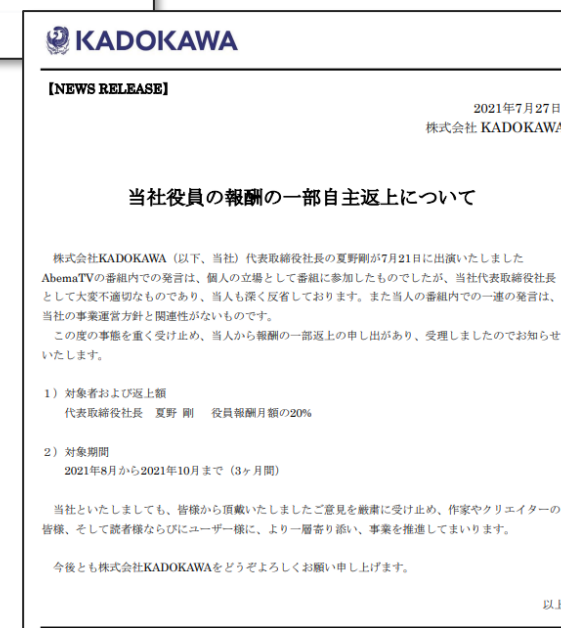 KADOKAWA
【NEWS RELEASE】
2021年7月27日
株式会社 KADOKAWA
当社役員の報酬の一部自主返上について
株式会社KADOKAWA（以下、当社）代表取締役社長の夏野剛が7月21日に出演いたしました
AbemaTVの番組内での発言は、個人の立場として番組に参加したものでしたが、当社代表取締役社長
として大変不適切なものであり、当人も深く反省しております。また当人の番組内での一連の発言は、
当社の事業運営方針と関連性がないものです。
この度の事態を重く受け止め、当人から報酬の一部返上の申し出があり、受理しましたのでお知らせ
いたします。
1）対象者および返上額
代表取締役社長　夏野 剛　役員報酬月額の20%
2）対象期間
2021年8月から2021年10月まで（3ヶ月間）
当社といたしましても、皆様から頂戴いたしましたご意見を厳粛に受け止め、作家やクリエイターの
皆様、そして読者様ならびにユーザー様に、より一層寄り添い、事業を推進してまいります。
今後とも株式会社KADOKAWAをどうぞよろしくお願い申し上げます。
以上